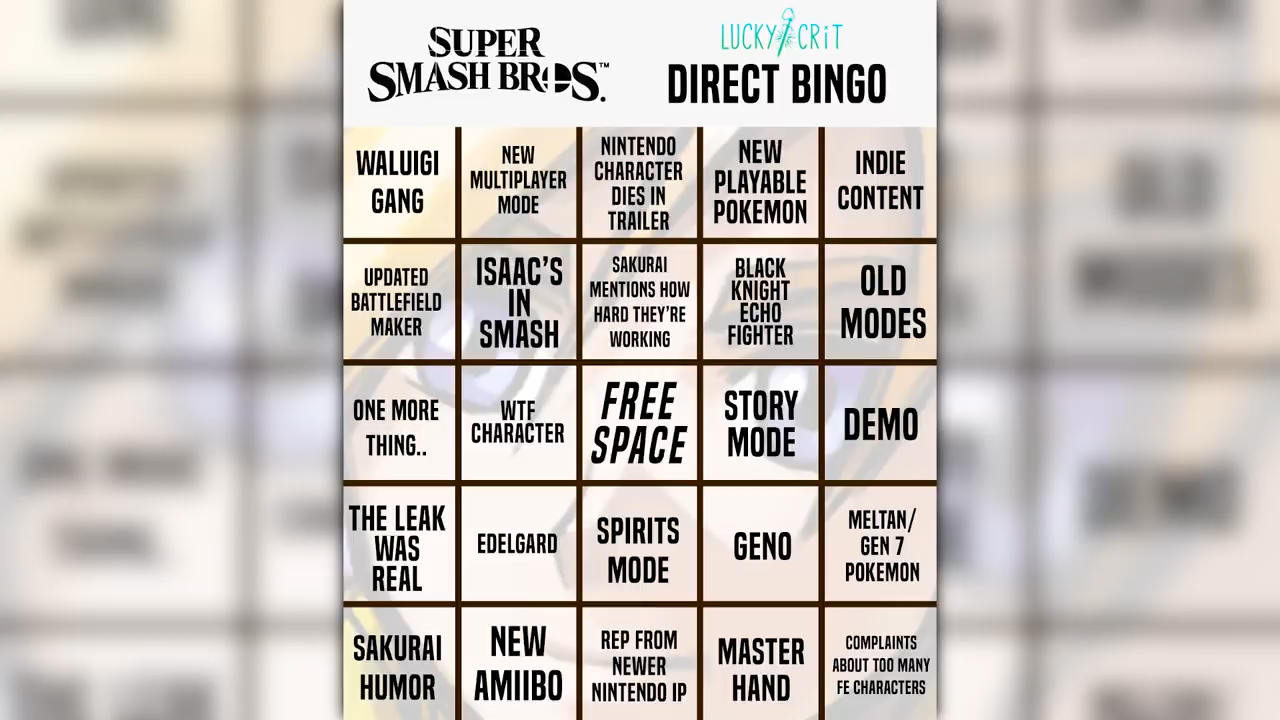 SUPER
SMASH BROS.™
LUCKY CRIT
DIRECT BINGO
WALUIGI
GANG
NEW
MULTIPLAYER
MODE
NINTENDO
CHARACTER
DIES IN
TRAILER
NEW
PLAYABLE
POKEMON
INDIE
CONTENT
UPDATED
BATTLEFIELD
MAKER
ISAAC'S
IN
SMASH
SAKURAI
MENTIONS HOW
HARD THEY'RE
WORKING
BLACK
KNIGHT
ECHO
FIGHTER
OLD
MODES
ONE MORE
THING..
WTF
CHARACTER
FREE
SPACE
STORY
MODE
DEMO
THE LEAK
WAS
REAL
EDELGARD
SPIRITS
MODE
GENO
MELTAN/
GEN 7
POKEMON
SAKURAI
HUMOR
NEW
AMIIBO
REP FROM
NEWER
NINTENDO IP
MASTER
HAND
COMPLAINTS
ABOUT TOO MANY
FE CHARACTERS